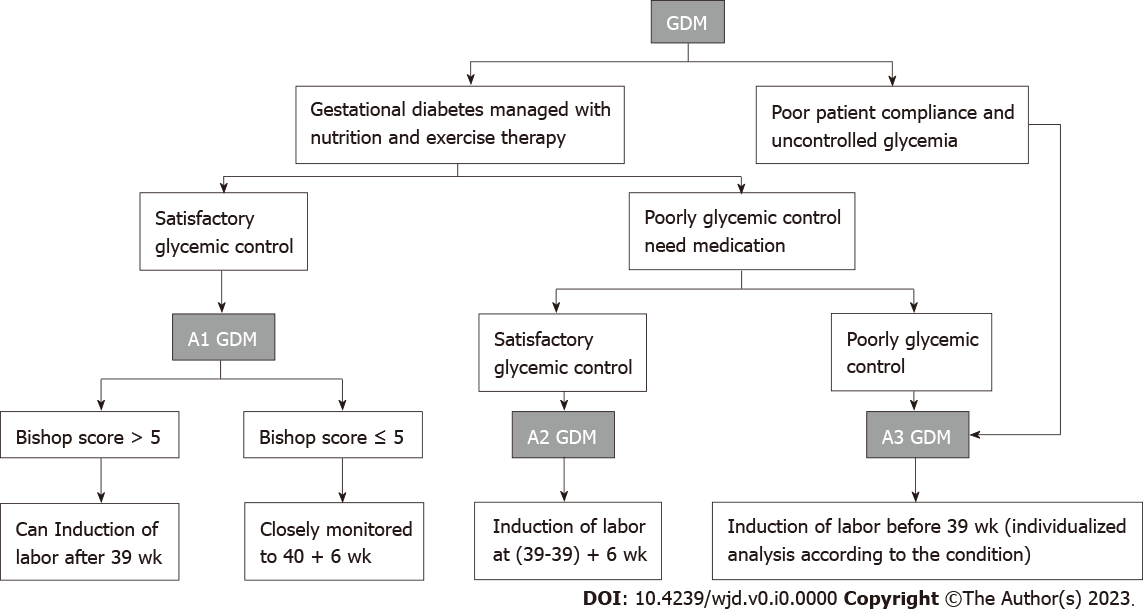 GDM
Gestational diabetes managed with
nutrition and exercise therapy
Poor patient compliance and
uncontrolled glycemia
Satisfactory
glycemic control
Poorly glycemic control
need medication
A1 GDM
Satisfactory
glycemic control
Poorly glycemic
control
Bishop score > 5
Bishop score ≤ 5
A2 GDM
A3 GDM
Can Induction of
labor after 39 wk
Closely monitored
to 40 + 6 wk
Induction of labor
at (39-39) + 6 wk
Induction of labor before 39 wk (individualized
analysis according to the condition)
DOI: 10.4239/wjd.v0.i0.0000 Copyright ©The Author(s) 2023.